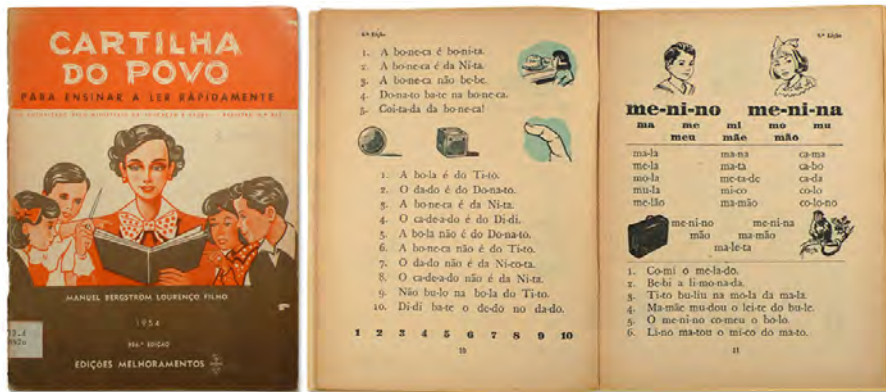 CARTILHA
DO POVO
PARA ENSINAR A LER RÀPIDAMENTE
MANUEL BERGSTRÖM LOURENÇO FILHO
1954
EDIÇÕES MELHORAMENTOS
1. A bo-ne-ca é bo-ni-ta.
2. A bo-ne-ca é da Ni-ta.
3. A bo-ne-ca não be-be.
4. Do-na-to ba-te na bo-ne-ca.
5. Coi-ta-da da bo-ne-ca!
1. A bo-la é do Ti-to.
2. O da-do é do Do-na-to.
3. A bo-ne-ca é da Ni-ta.
4. O ca-de-a-do é do Di-di.
5. A bo-la não é do Do-na-to.
6. A bo-ne-ca não é do Ti-to.
7. O da-do não é da Ni-co-ta.
8. O ca-de-a-do não é da Ni-ta.
9. Não bu-lo na bo-la do Ti-to.
10. Di-di ba-te o de-do no da-do.
1 2 3 4 5 6 7 8 9 10
10
9.ª Lição
me-ni-no me-ni-na
ma me mi mo mu
meu mãe mão
ma-la ma-na ca-ma
me-la ma-ta ca-bo
mo-la me-ta-de ca-da
mu-la mi-co co-lo
me-lão ma-mão co-lo-no
me-ni-no me-ni-na
mão ma-mão
ma-le-ta
1. Co-mi o me-la-do.
2. Be-bi a li-mo-na-da.
3. Ti-to bu-liu na mo-la da ma-la.
4. Ma-mãe mu-dou o lei-te do bu-le.
5. O me-ni-no co-meu o bo-lo.
6. Li-no ma-tou o mi-co do ma-to.
11